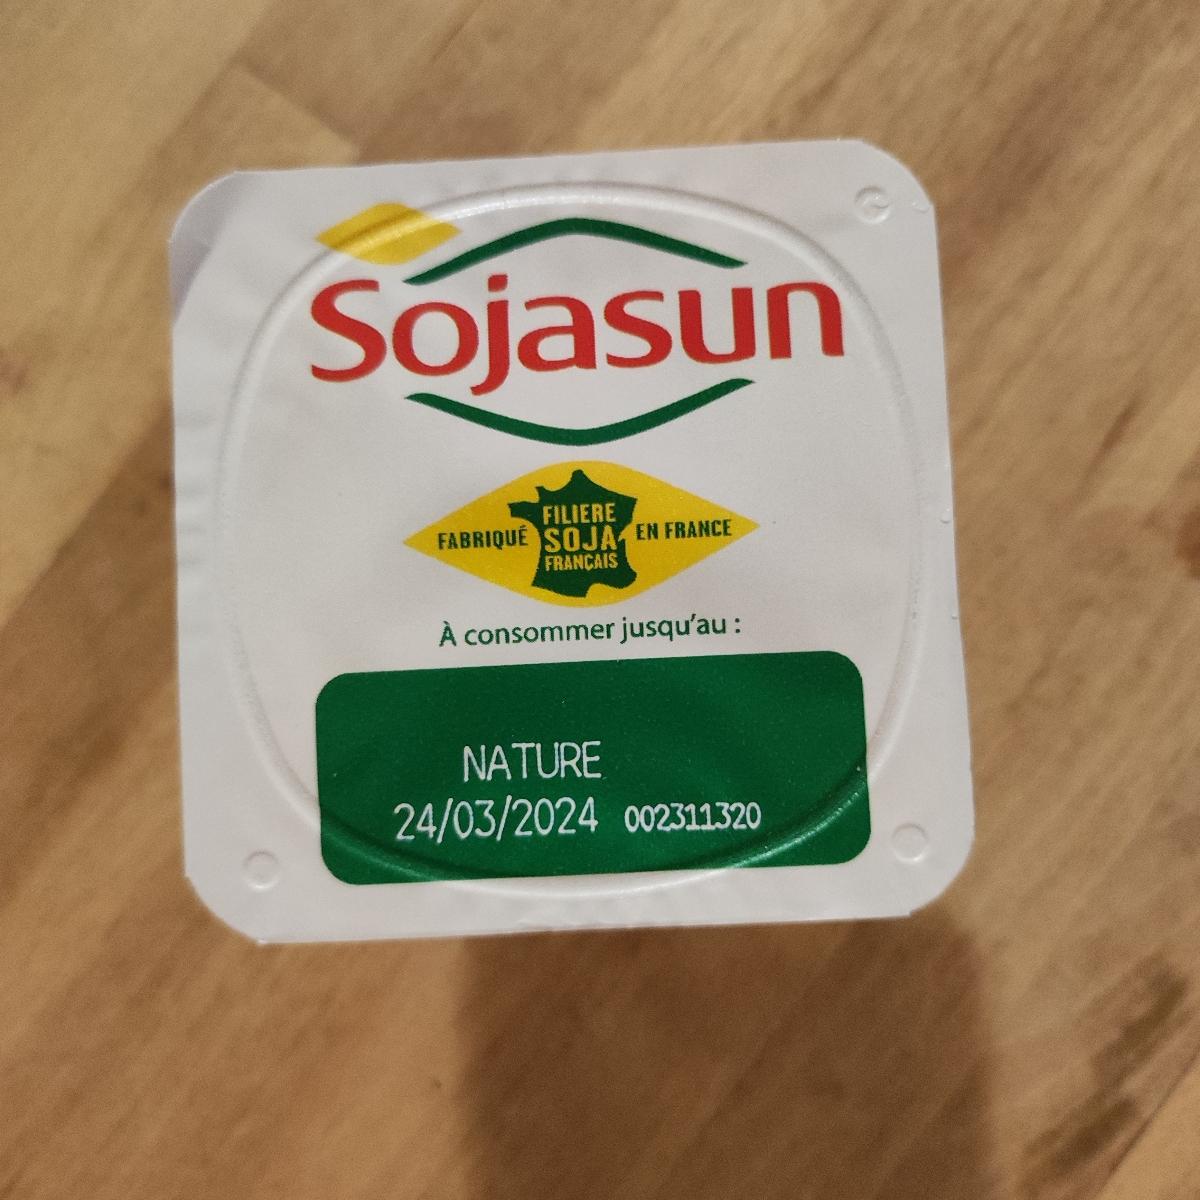 Sojasun
FABRIQUÉ EN FRANCE
FILIERE
SOJA
FRANÇAIS
À consommer jusqu'au :
NATURE
24/03/2024 002311320